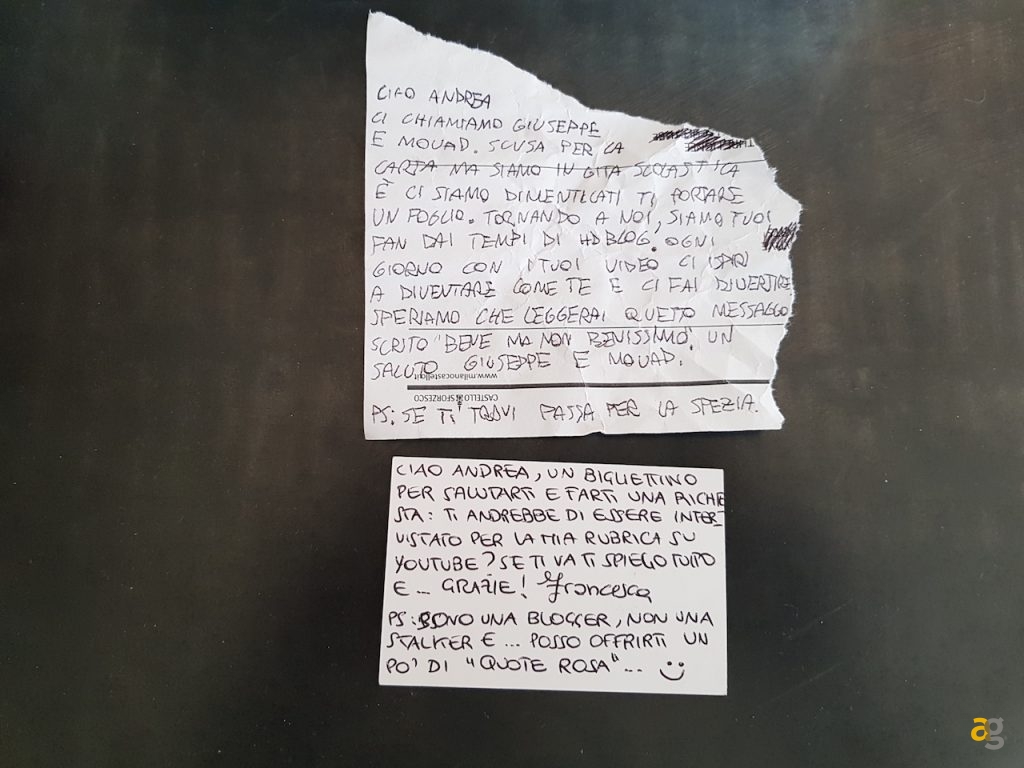 CIAO ANDREA
CI CHIAMIAMO GIUSEPPE
E MOUAD. SCUSA PER LA
CARTA MA SIAMO IN GITA SCOLASTICA
E CI SIAMO DIMENTICATI TI PORTARE
UN FOGLIO. TORNANDO A NOI, SIAMO TUOI
FAN DAI TEMPI DI HDBLOG. OGNI
GIORNO CON I TUOI VIDEO CI ISPIRI
A DIVENTARE COME TE E CI FAI DIVERTIRE
SPERIAMO CHE LEGGERAI QUESTO MESSAGGO
SCRITO "BENE MA NON BENISSIMO". UN
SALUTO GIUSEPPE E MOUAD.
www.milanocastello
CASTELLO SFORZESCO
PS: SE TI TROVI PASSA PER LA SPEZIA.
CIAO ANDREA, UN BIGLIETTINO
PER SALUTARTI E FARTI UNA RICHIE
STA: TI ANDREBBE DI ESSERE INTER-
VISTATO PER LA MIA RUBRICA SU
YOUTUBE? SE TI VA TI SPIEGO TUTTO
E ... GRAZIE! Francesca
PS: SONO UNA BLOGGER, NON UNA
STALKER E ... POSSO OFFRIRTI UN
PO' DI "QUOTE ROSA"...
ag